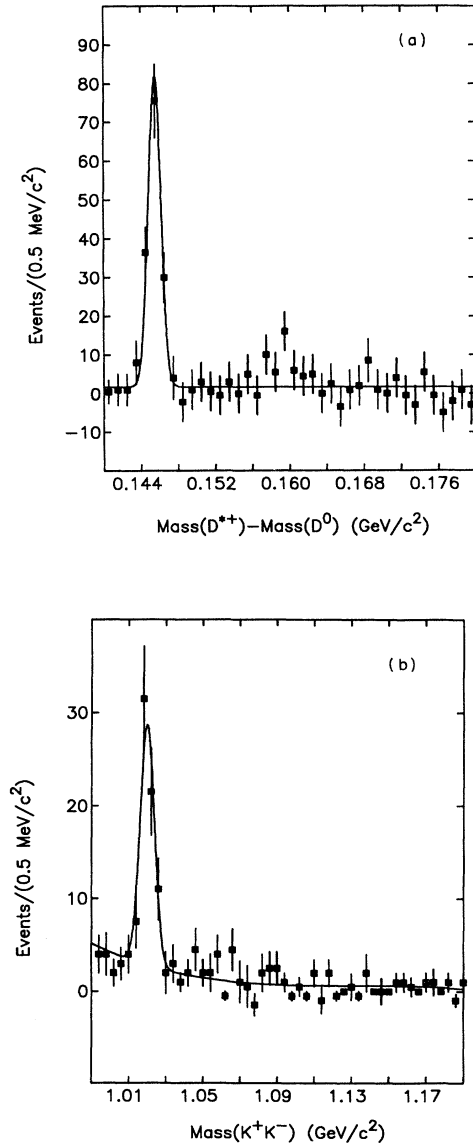 (a)
90
80
70
60
50
40
30
20
10
0
−10
Events/(0.5 MeV/c²)
0.144 0.152 0.160 0.168 0.176
Mass(D*⁺)−Mass(D⁰) (GeV/c²)
(b)
30
20
10
0
Events/(0.5 MeV/c²)
1.01 1.05 1.09 1.13 1.17
Mass(K⁺K⁻) (GeV/c²)